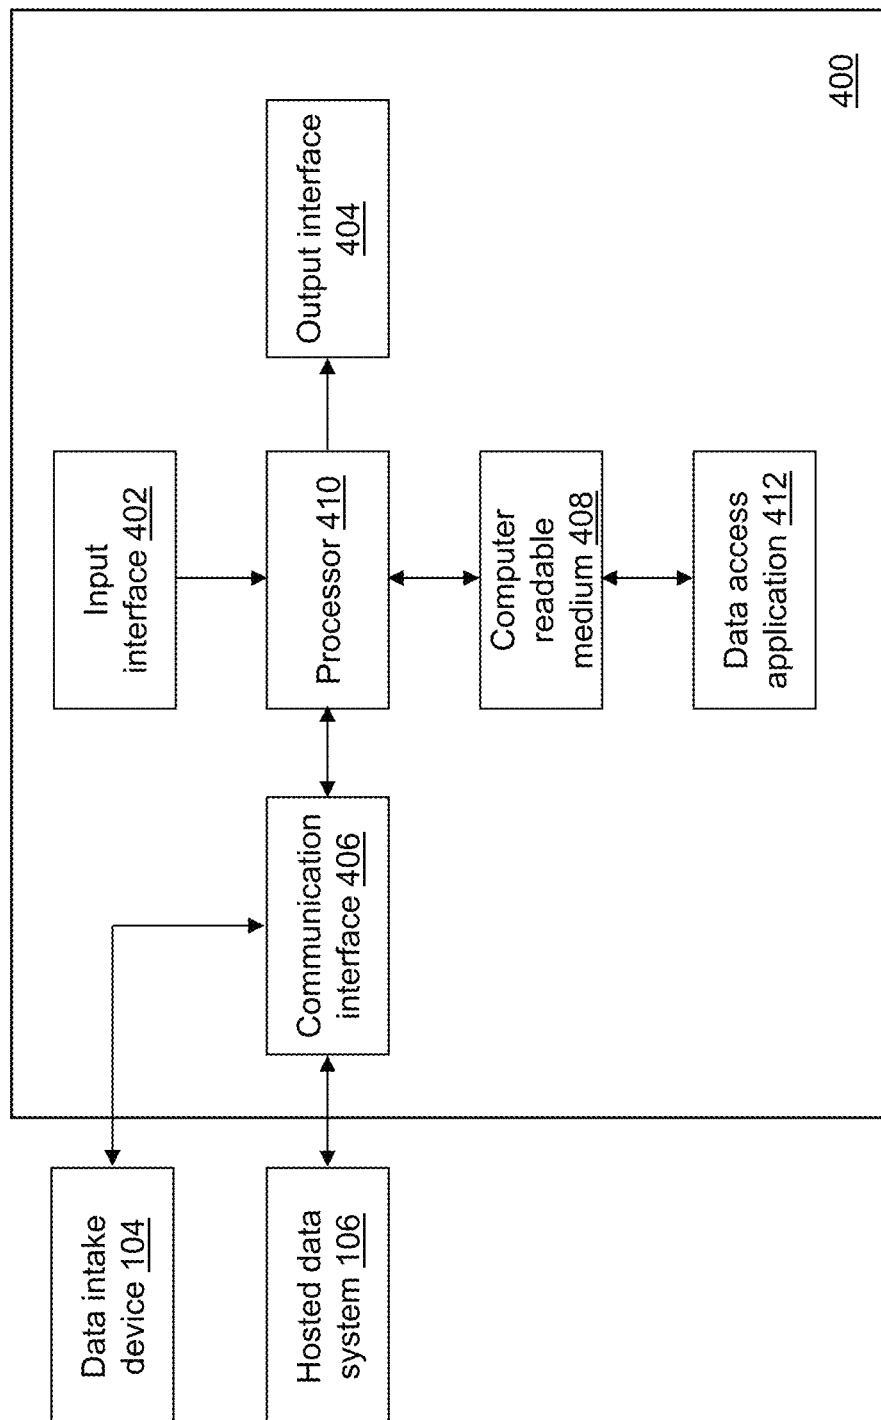 Data intake
device 104
Hosted data
system 106
Communication
interface 406
Input
interface 402
Processor 410
Computer
readable
medium 408
Data access
application 412
Output interface
404
400